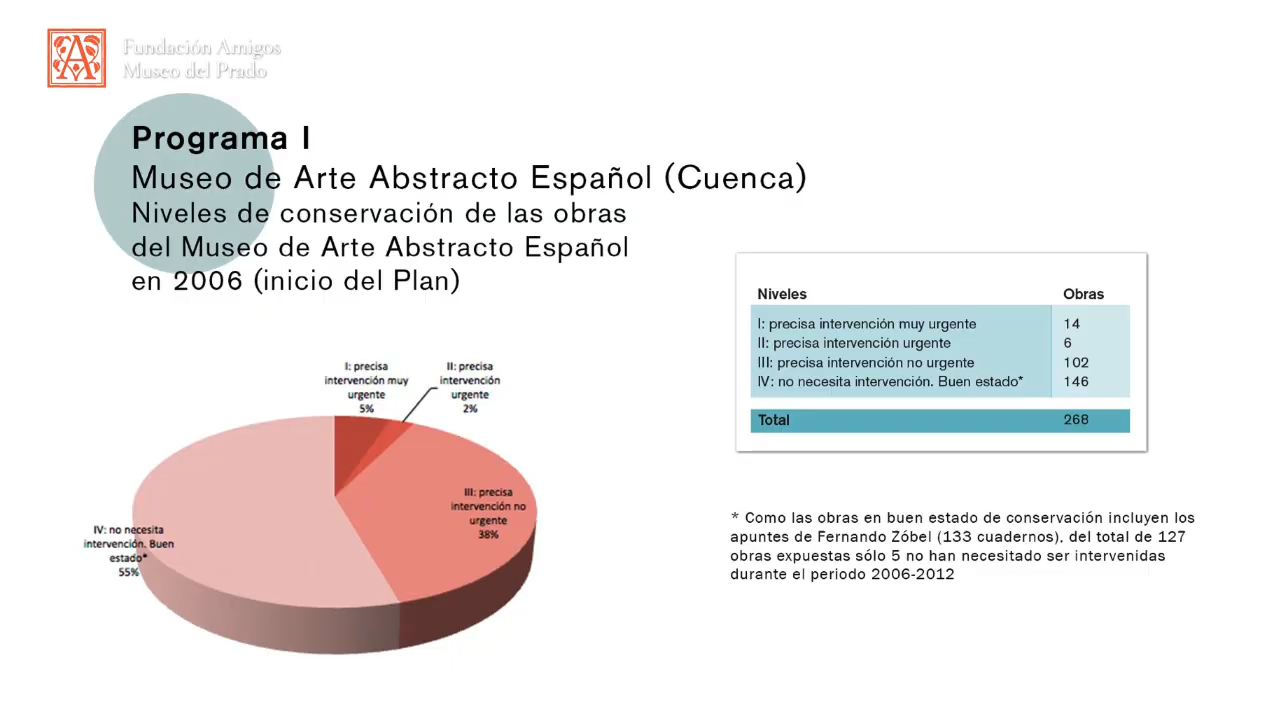 Fundación Amigos
Museo del Prado
Programa I
Museo de Arte Abstracto Español (Cuenca)
Niveles de conservación de las obras
del Museo de Arte Abstracto Español
en 2006 (inicio del Plan)
Niveles Obras
I: precisa intervención muy urgente 14
II: precisa intervención urgente 6
III: precisa intervención no urgente 102
IV: no necesita intervención. Buen estado* 146
Total 268
I: precisa
intervención muy
urgente
5%
II: precisa
intervención
urgente
2%
III: precisa
intervención no
urgente
38%
IV: no necesita
intervención. Buen
estado*
55%
* Como las obras en buen estado de conservación incluyen los
apuntes de Fernando Zóbel (133 cuadernos), del total de 127
obras expuestas sólo 5 no han necesitado ser intervenidas
durante el periodo 2006-2012